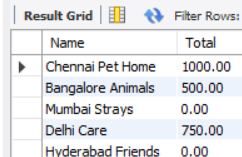 Result Grid Filter Rows:
Name Total
Chennai Pet Home 1000.00
Bangalore Animals 500.00
Mumbai Strays 0.00
Delhi Care 750.00
Hyderabad Friends 0.00